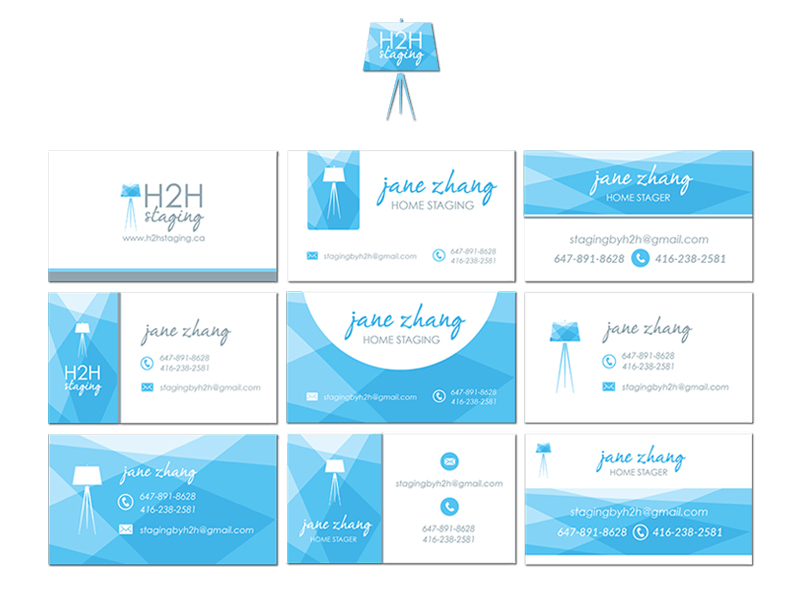 H2H
staging
H2H
staging
www.h2hstaging.ca
jane zhang
HOME STAGING
stagingbyh2h@gmail.com
647-891-8628
416-238-2581
jane zhang
HOME STAGER
stagingbyh2h@gmail.com
647-891-8628 416-238-2581
H2H
staging
jane zhang
647-891-8628
416-238-2581
stagingbyh2h@gmail.com
jane zhang
HOME STAGING
stagingbyh2h@gmail.com
647-891-8628
416-238-2581
jane zhang
647-891-8628
416-238-2581
stagingbyh2h@gmail.com
jane zhang
647-891-8628
416-238-2581
stagingbyh2h@gmail.com
jane zhang
HOME STAGER
stagingbyh2h@gmail.com
647-891-8628
416-238-2581
jane zhang
HOME STAGER
stagingbyh2h@gmail.com
647-891-8628 416-238-2581